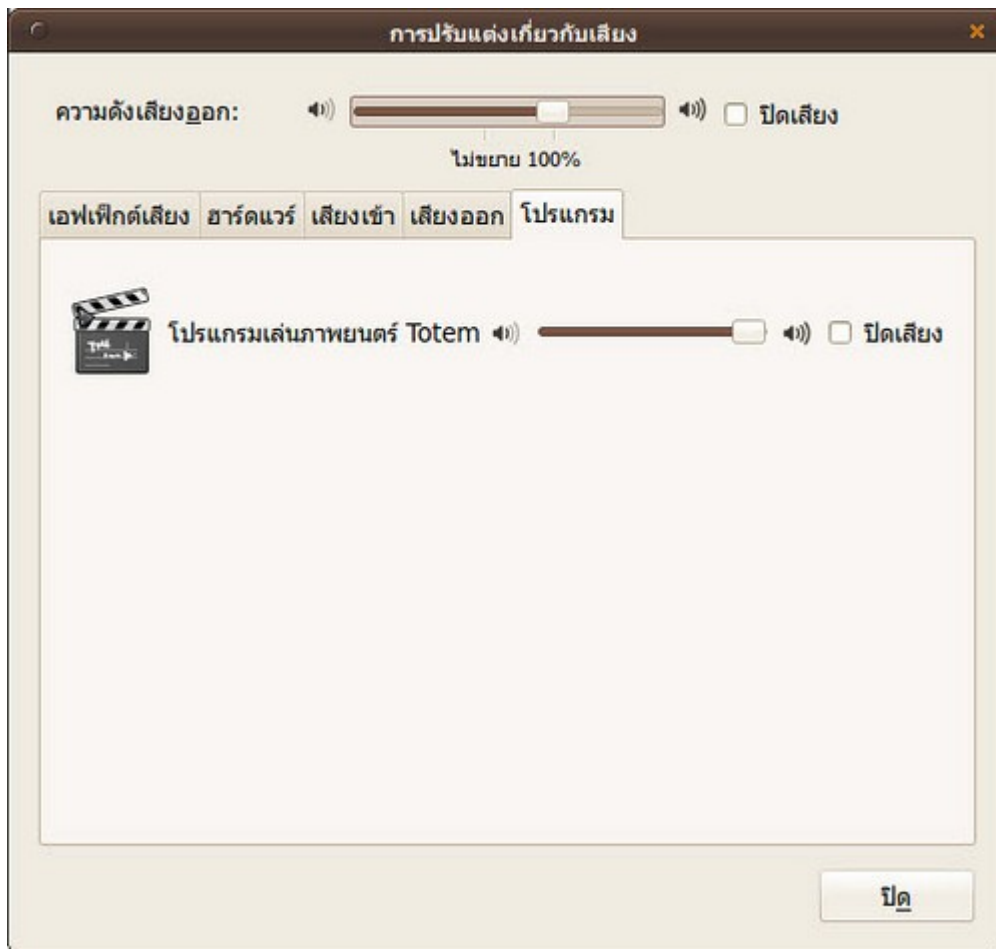 การปรับแต่งเกี่ยวกับเสียง
ความดังเสียงออก: ปิดเสียง
ไม่ขยาย 100%
เอฟเฟ็กต์เสียง ฮาร์ดแวร์ เสียงเข้า เสียงออก โปรแกรม
โปรแกรมเล่นภาพยนตร์ Totem ปิดเสียง
ปิด